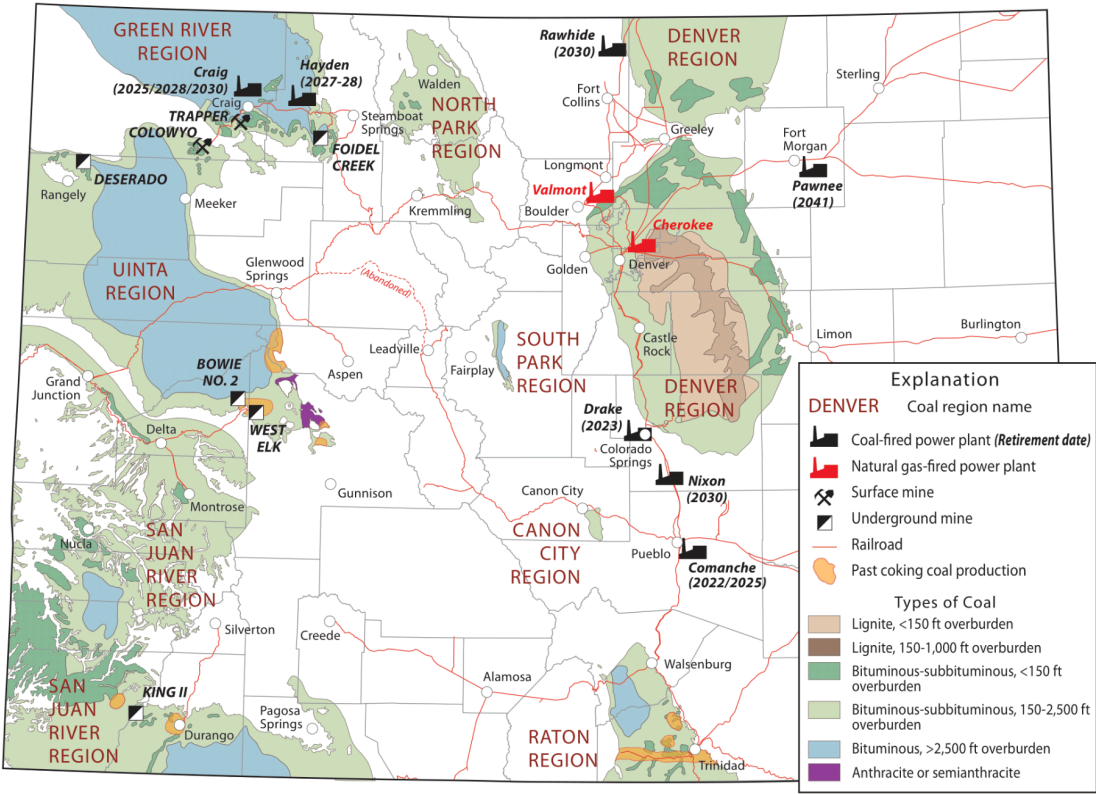 GREEN RIVER
REGION
Craig
(2025/2028/2030)
Hayden
(2027-28)
Craig
TRAPPER
COLOWYO
Steamboat
Springs
FOIDEL
CREEK
Walden
NORTH
PARK
REGION
Rawhide
(2030)
DENVER
REGION
Sterling
Fort
Collins
Greeley
Fort
Morgan
Pawnee
(2041)
DESERADO
Rangely
Meeker
Kremmling
Longmont
Valmont
Boulder
Cherokee
Golden
Denver
UINTA
REGION
Glenwood
Springs
(Abandoned)
Leadville
Fairplay
SOUTH
PARK
REGION
Castle
Rock
Limon
Burlington
DENVER
REGION
Aspen
BOWIE
NO. 2
WEST
ELK
Grand
Junction
Delta
Drake
(2023)
Colorado
Springs
Nixon
(2030)
Gunnison
Montrose
Canon City
CANON
CITY
REGION
Pueblo
Comanche
(2022/2025)
Nucla
SAN
JUAN
RIVER
REGION
Silverton
Creede
Alamosa
Walsenburg
SAN
JUAN
RIVER
REGION
KING II
Durango
Pagosa
Springs
RATON
REGION
Trinidad
Explanation
DENVER Coal region name
Coal-fired power plant (Retirement date)
Natural gas-fired power plant
Surface mine
Underground mine
Railroad
Past coking coal production
Types of Coal
Lignite, <150 ft overburden
Lignite, 150-1,000 ft overburden
Bituminous-subbituminous, <150 ft
overburden
Bituminous-subbituminous, 150-2,500 ft
overburden
Bituminous, >2,500 ft overburden
Anthracite or semianthracite